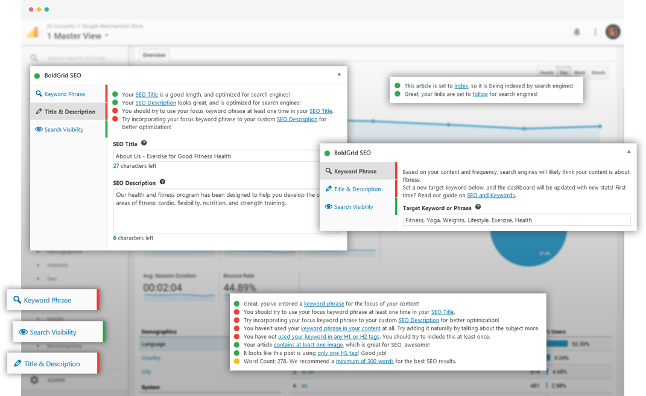 All accounts > Google Merchandise Store
1 Master View
Overview
BoldGrid SEO
Keyword Phrase
Title & Description
Search Visibility
Your SEO Title is a good length, and optimized for search engines!
Your SEO Description looks great, and is optimized for search engines!
You should try to use your focus keyword phrase at least one time in your SEO Title.
Try incorporating your focus keyword phrase to your custom SEO Description for
better optimization!
SEO Title
About Us - Exercise for Good Fitness Health
27 characters left
SEO Description
Our health and fitness program has been designed to help you develop the
areas of fitness: cardio, flexibility, nutrition, and strength training.
6 characters left
Hourly Day Week Month
This article is set to index, so it is being indexed by search engines!
Great, your links are set to follow for search engines!
BoldGrid SEO
Keyword Phrase
Title & Description
Search Visibility
Based on your content and frequency, search engines will likely think your content is about
fitness.
Set a new target keyword below, and the dashboard will be updated with new stats! First
time? Read our guide on SEO and Keywords.
Target Keyword or Phrase
Fitness, Yoga, Weights, Lifestyle, Exercise, Health
Avg. Session Duration
00:02:04
Bounce Rate
44.89%
Keyword Phrase
Search Visibility
Title & Description
ADMIN
Demographics
Language
Country
City
System
Great, you've entered a keyword phrase for the focus of your content!
You should try to use your focus keyword phrase at least one time in your SEO Title.
Try incorporating your focus keyword phrase to your custom SEO Description for better optimization!
You haven't used your keyword phrase in your content at all. Try adding it naturally by talking about the subject more
You have not used your keyword in any H1 or H2 tags. You should try to include this at least once.
Your article contains at least one image, which is great for SEO, awesome!
It looks like this post is using only one H1 tag! Good job!
Word Count: 278. We recommend a minimum of 300 words for the best SEO results.
% Users